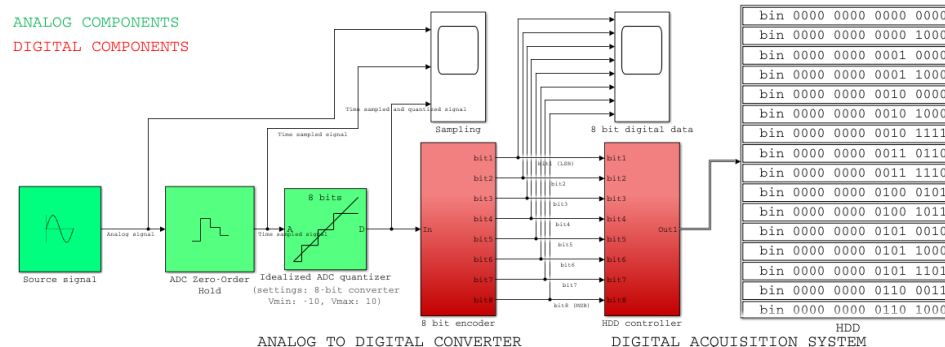 ANALOG COMPONENTS
DIGITAL COMPONENTS
Time sampled and quantized signal
Time sampled signal
Sampling
8 bit digital data
Analog signal
Source signal
ADC Zero-Order
Hold
Time sampled signal
8 bits
A
D
Idealized ADC quantizer
(settings: 8-bit converter
Vmin: -10, Vmax: 10)
In
bit1
bit2
bit3
bit4
bit5
bit6
bit7
bit8
8 bit encoder
bit1 (LSB)
bit2
bit3
bit4
bit5
bit6
bit7
bit8 (MSB)
bit1
bit2
bit3
bit4
bit5
bit6
bit7
bit8
Out1
HDD controller
bin 0000 0000 0000 0000
bin 0000 0000 0000 1000
bin 0000 0000 0001 0000
bin 0000 0000 0001 1000
bin 0000 0000 0010 0000
bin 0000 0000 0010 1000
bin 0000 0000 0010 1111
bin 0000 0000 0011 0110
bin 0000 0000 0011 1110
bin 0000 0000 0100 0101
bin 0000 0000 0100 1011
bin 0000 0000 0101 0010
bin 0000 0000 0101 1000
bin 0000 0000 0101 1101
bin 0000 0000 0110 0011
bin 0000 0000 0110 1000
HDD
ANALOG TO DIGITAL CONVERTER
DIGITAL ACQUISITION SYSTEM